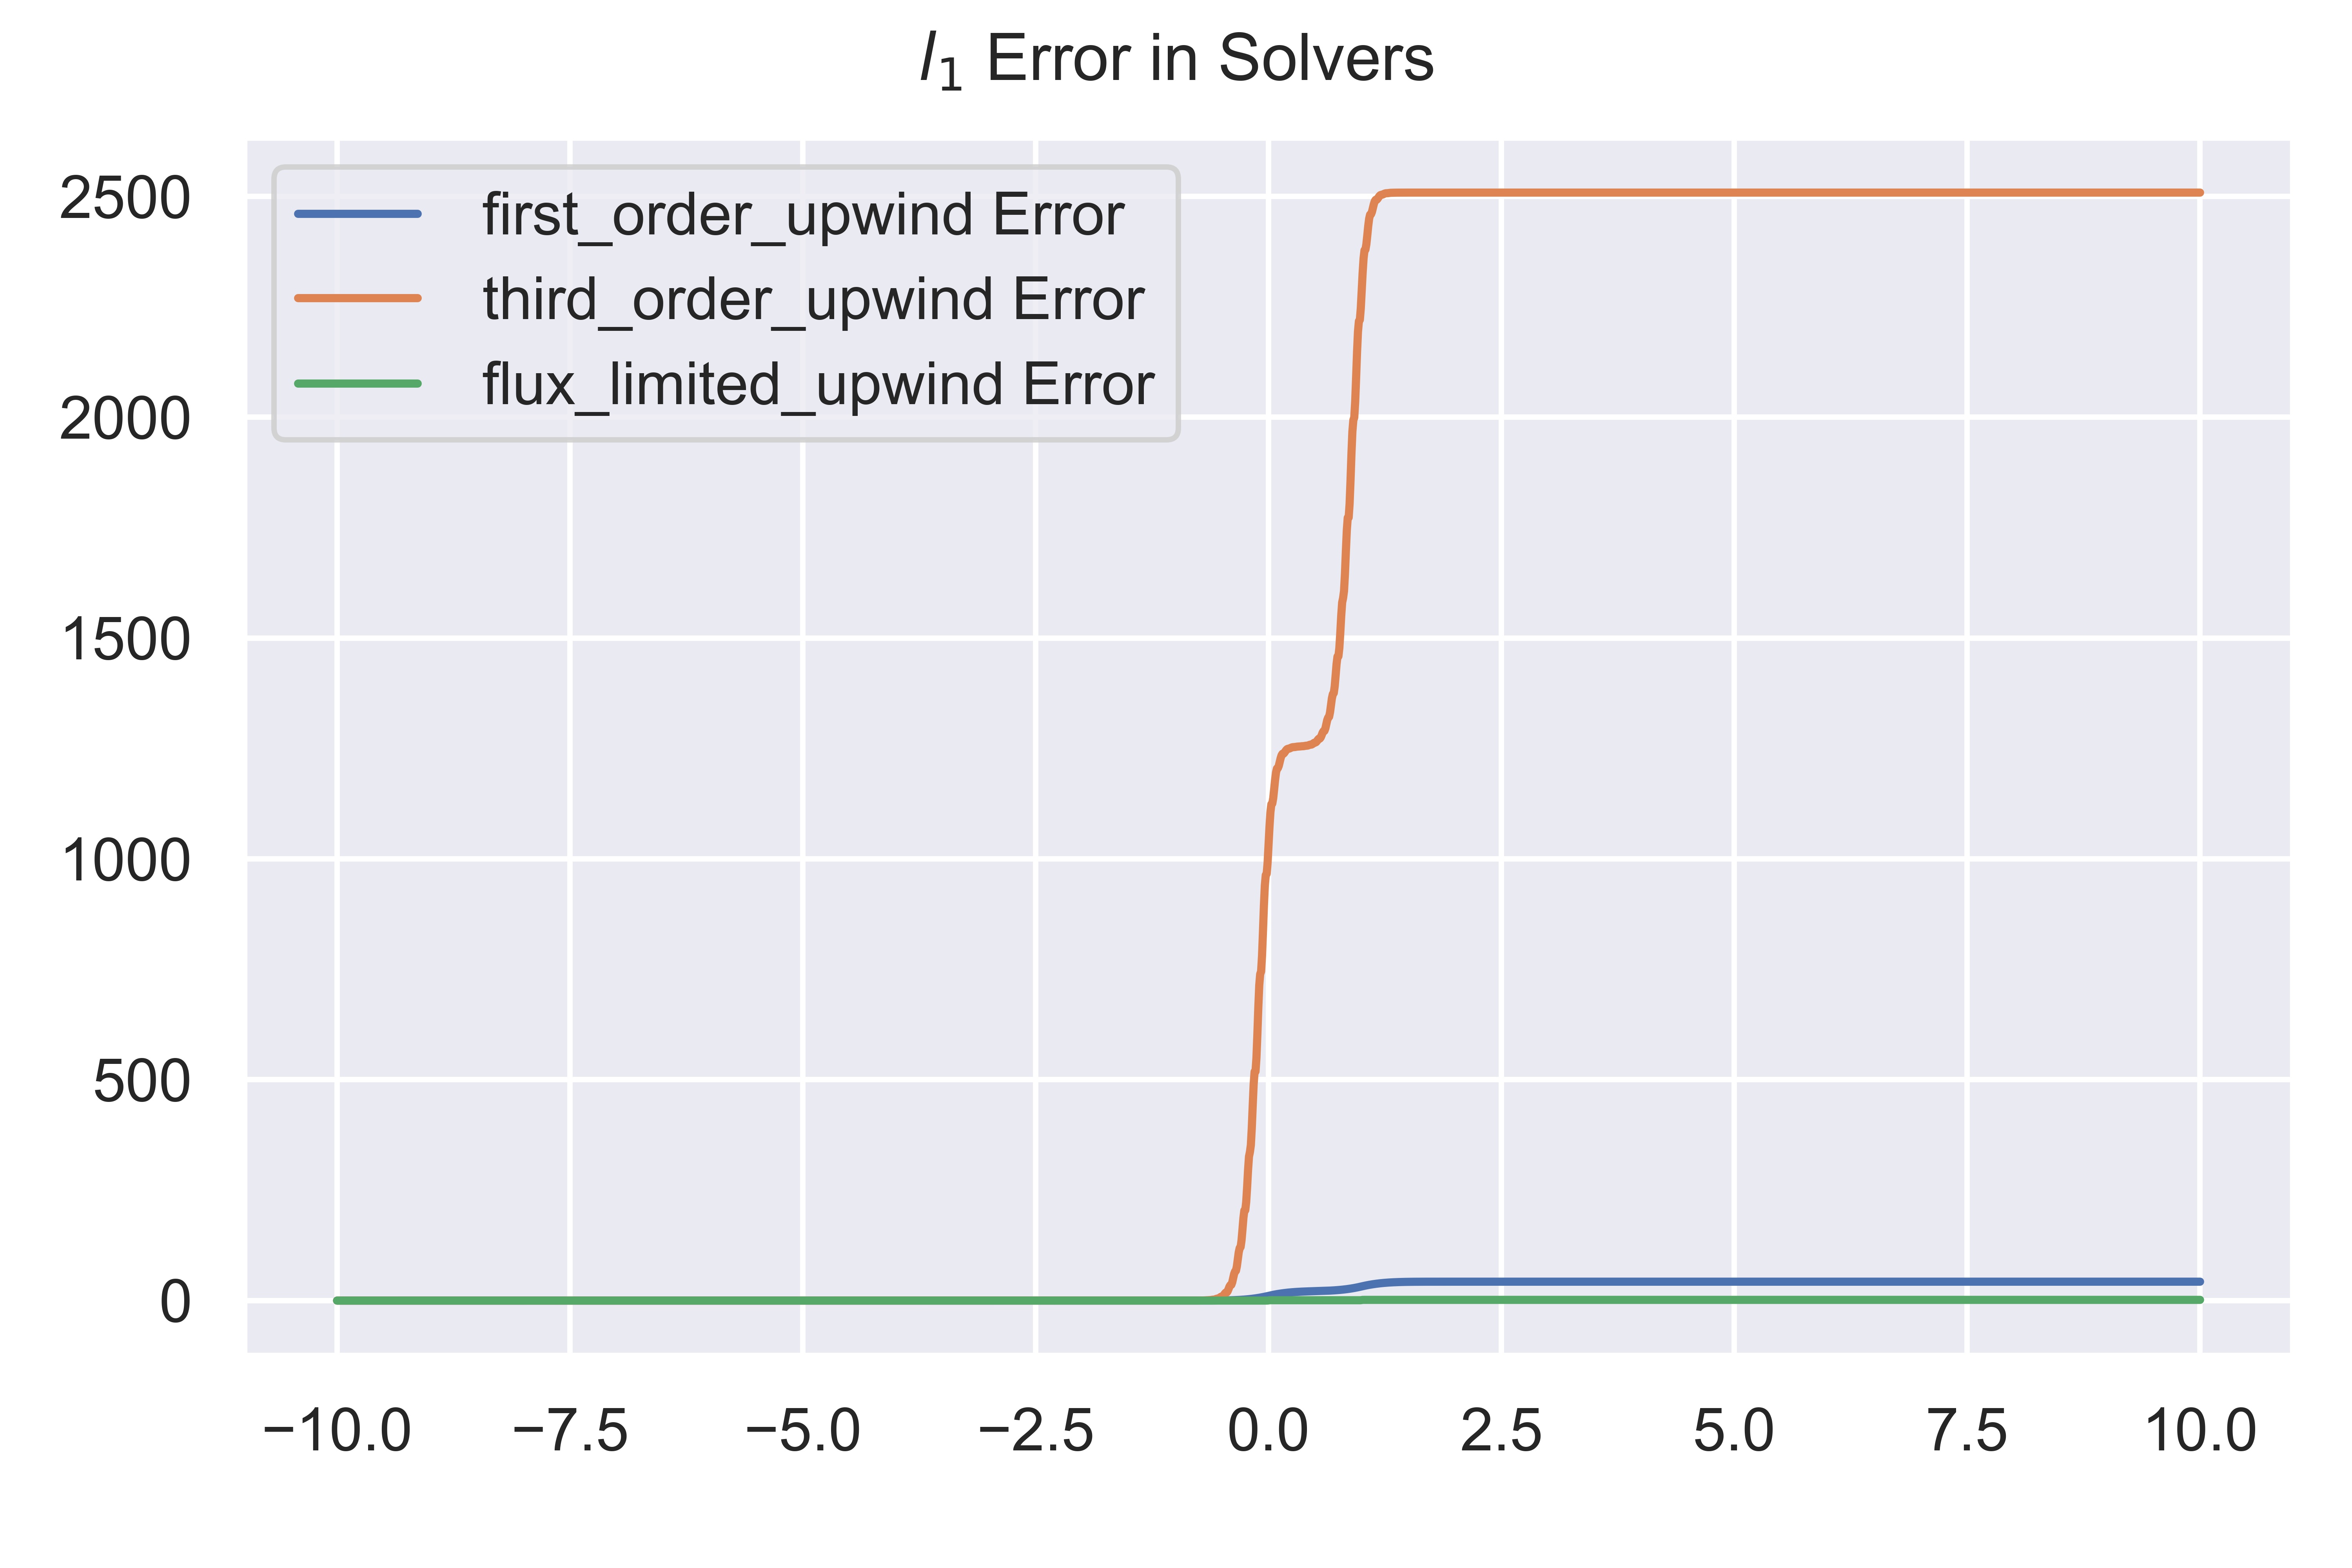 l₁ Error in Solvers
first_order_upwind Error
third_order_upwind Error
flux_limited_upwind Error
2500
2000
1500
1000
500
0
−10.0 −7.5 −5.0 −2.5 0.0 2.5 5.0 7.5 10.0